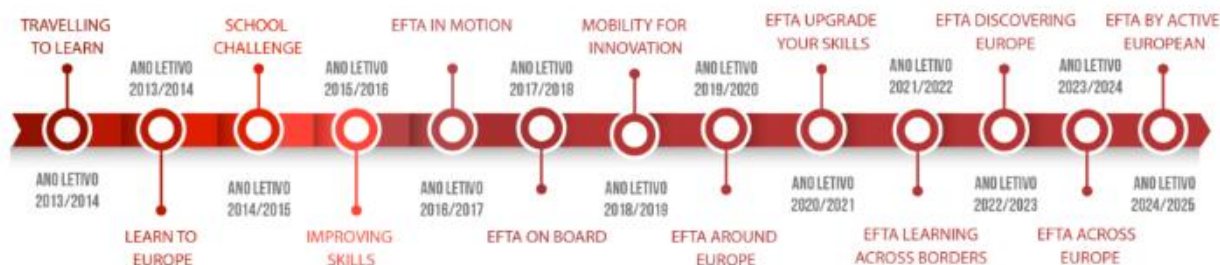 TRAVELLING
TO LEARN
ANO LETIVO
2013/2014
ANO LETIVO
2013/2014
LEARN TO
EUROPE
SCHOOL
CHALLENGE
ANO LETIVO
2014/2015
ANO LETIVO
2015/2016
IMPROVING
SKILLS
EFTA IN MOTION
ANO LETIVO
2016/2017
ANO LETIVO
2017/2018
EFTA ON BOARD
MOBILITY FOR
INNOVATION
ANO LETIVO
2018/2019
ANO LETIVO
2019/2020
EFTA AROUND
EUROPE
EFTA UPGRADE
YOUR SKILLS
ANO LETIVO
2020/2021
ANO LETIVO
2021/2022
EFTA LEARNING
ACROSS BORDERS
EFTA DISCOVERING
EUROPE
ANO LETIVO
2022/2023
ANO LETIVO
2023/2024
EFTA ACROSS
EUROPE
EFTA BY ACTIVE
EUROPEAN
ANO LETIVO
2024/2025